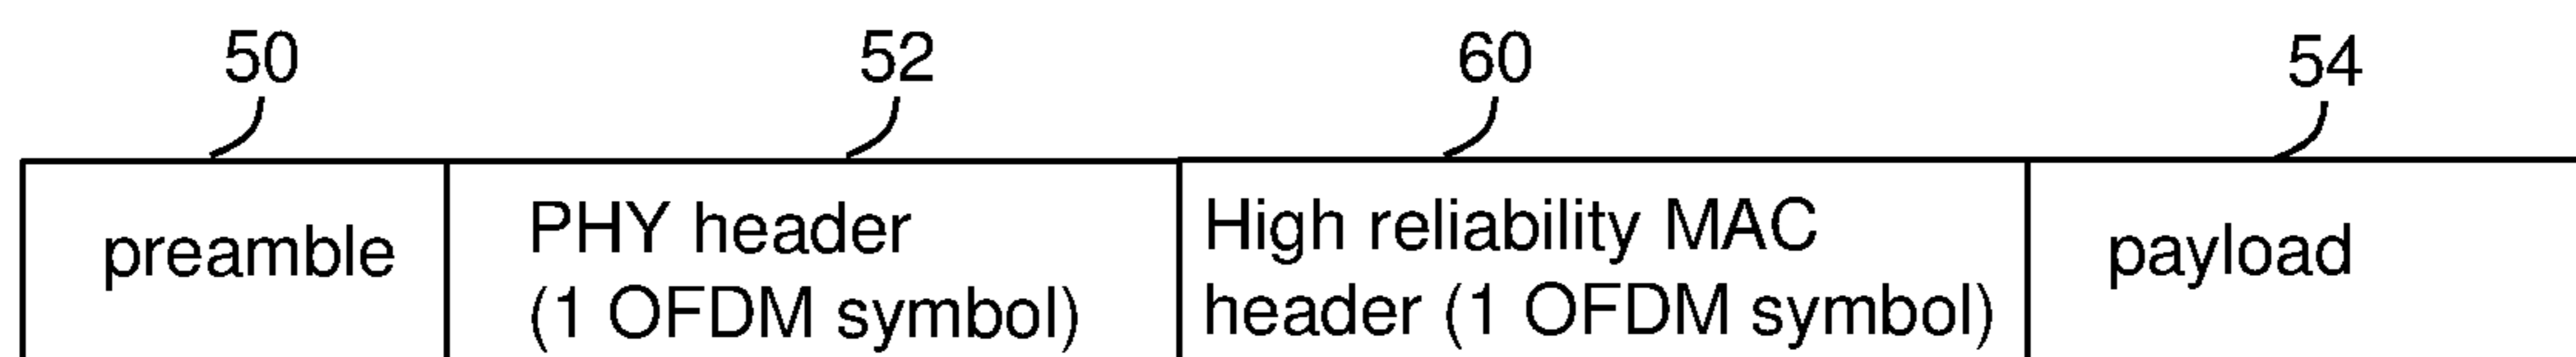 50 52 60 54
preamble
PHY header
(1 OFDM symbol)
High reliability MAC
header (1 OFDM symbol)
payload